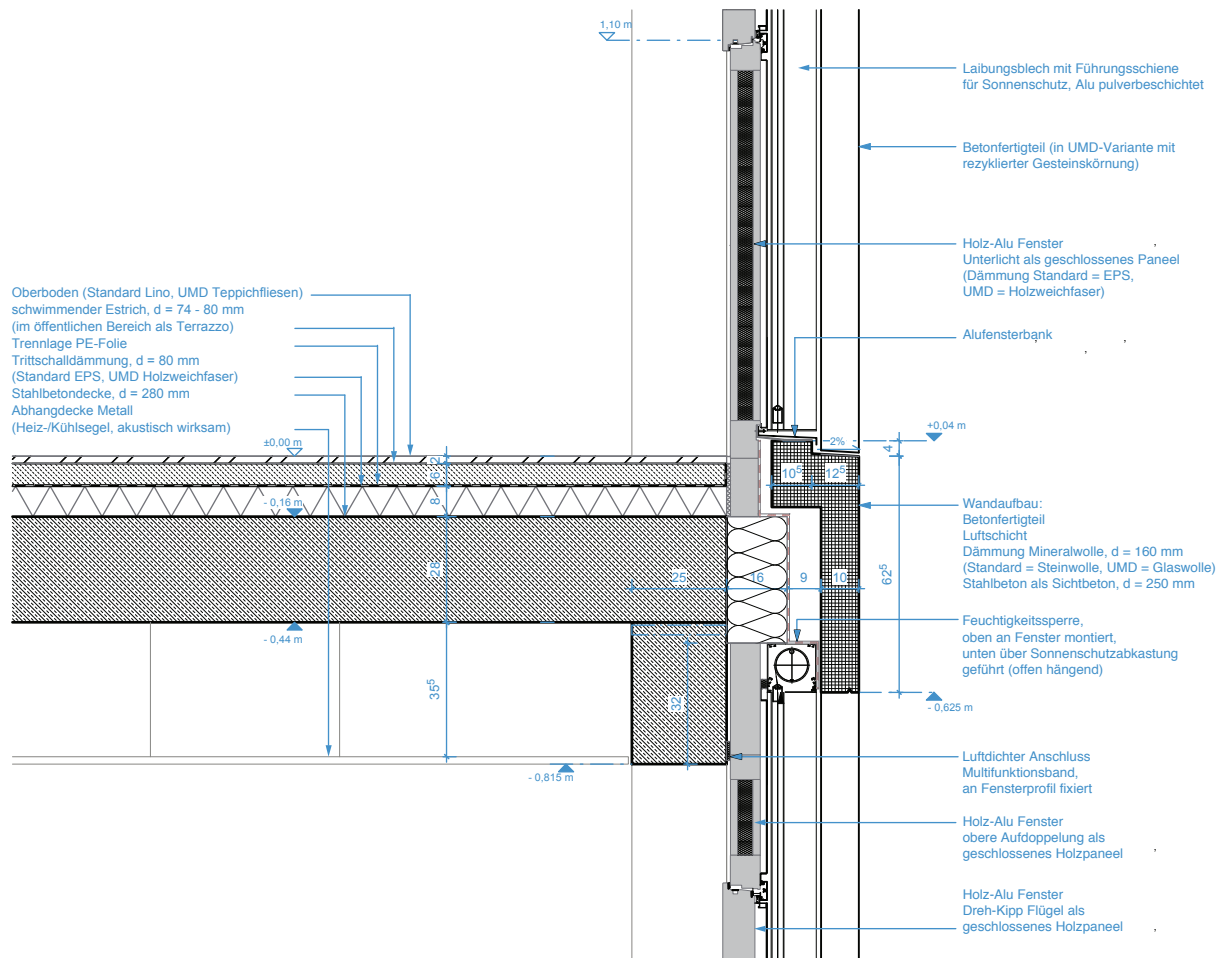 1,10 m
Laibungsblech mit Führungsschiene
für Sonnenschutz, Alu pulverbeschichtet
Betonfertigteil (in UMD-Variante mit
rezyklierter Gesteinskörnung)
Holz-Alu Fenster
Unterlicht als geschlossenes Paneel
(Dämmung Standard = EPS,
UMD = Holzweichfaser)
Alufensterbank
Oberboden (Standard Lino, UMD Teppichfliesen)
schwimmender Estrich, d = 74 - 80 mm
(im öffentlichen Bereich als Terrazzo)
Trennlage PE-Folie
Trittschalldämmung, d = 80 mm
(Standard EPS, UMD Holzweichfaser)
Stahlbetondecke, d = 280 mm
Abhangdecke Metall
(Heiz-/Kühlsegel, akustisch wirksam)
±0,00 m
+0,04 m
2%
4
2
6
8
10⁵
12⁵
- 0,16 m
28
25
16
9
10
62⁵
Wandaufbau:
Betonfertigteil
Luftschicht
Dämmung Mineralwolle, d = 160 mm
(Standard = Steinwolle, UMD = Glaswolle)
Stahlbeton als Sichtbeton, d = 250 mm
Feuchtigkeitssperre,
oben an Fenster montiert,
unten über Sonnenschutzabkastung
geführt (offen hängend)
- 0,44 m
35⁵
32
- 0,625 m
- 0,815 m
Luftdichter Anschluss
Multifunktionsband,
an Fensterprofil fixiert
Holz-Alu Fenster
obere Aufdoppelung als
geschlossenes Holzpaneel
Holz-Alu Fenster
Dreh-Kipp Flügel als
geschlossenes Holzpaneel